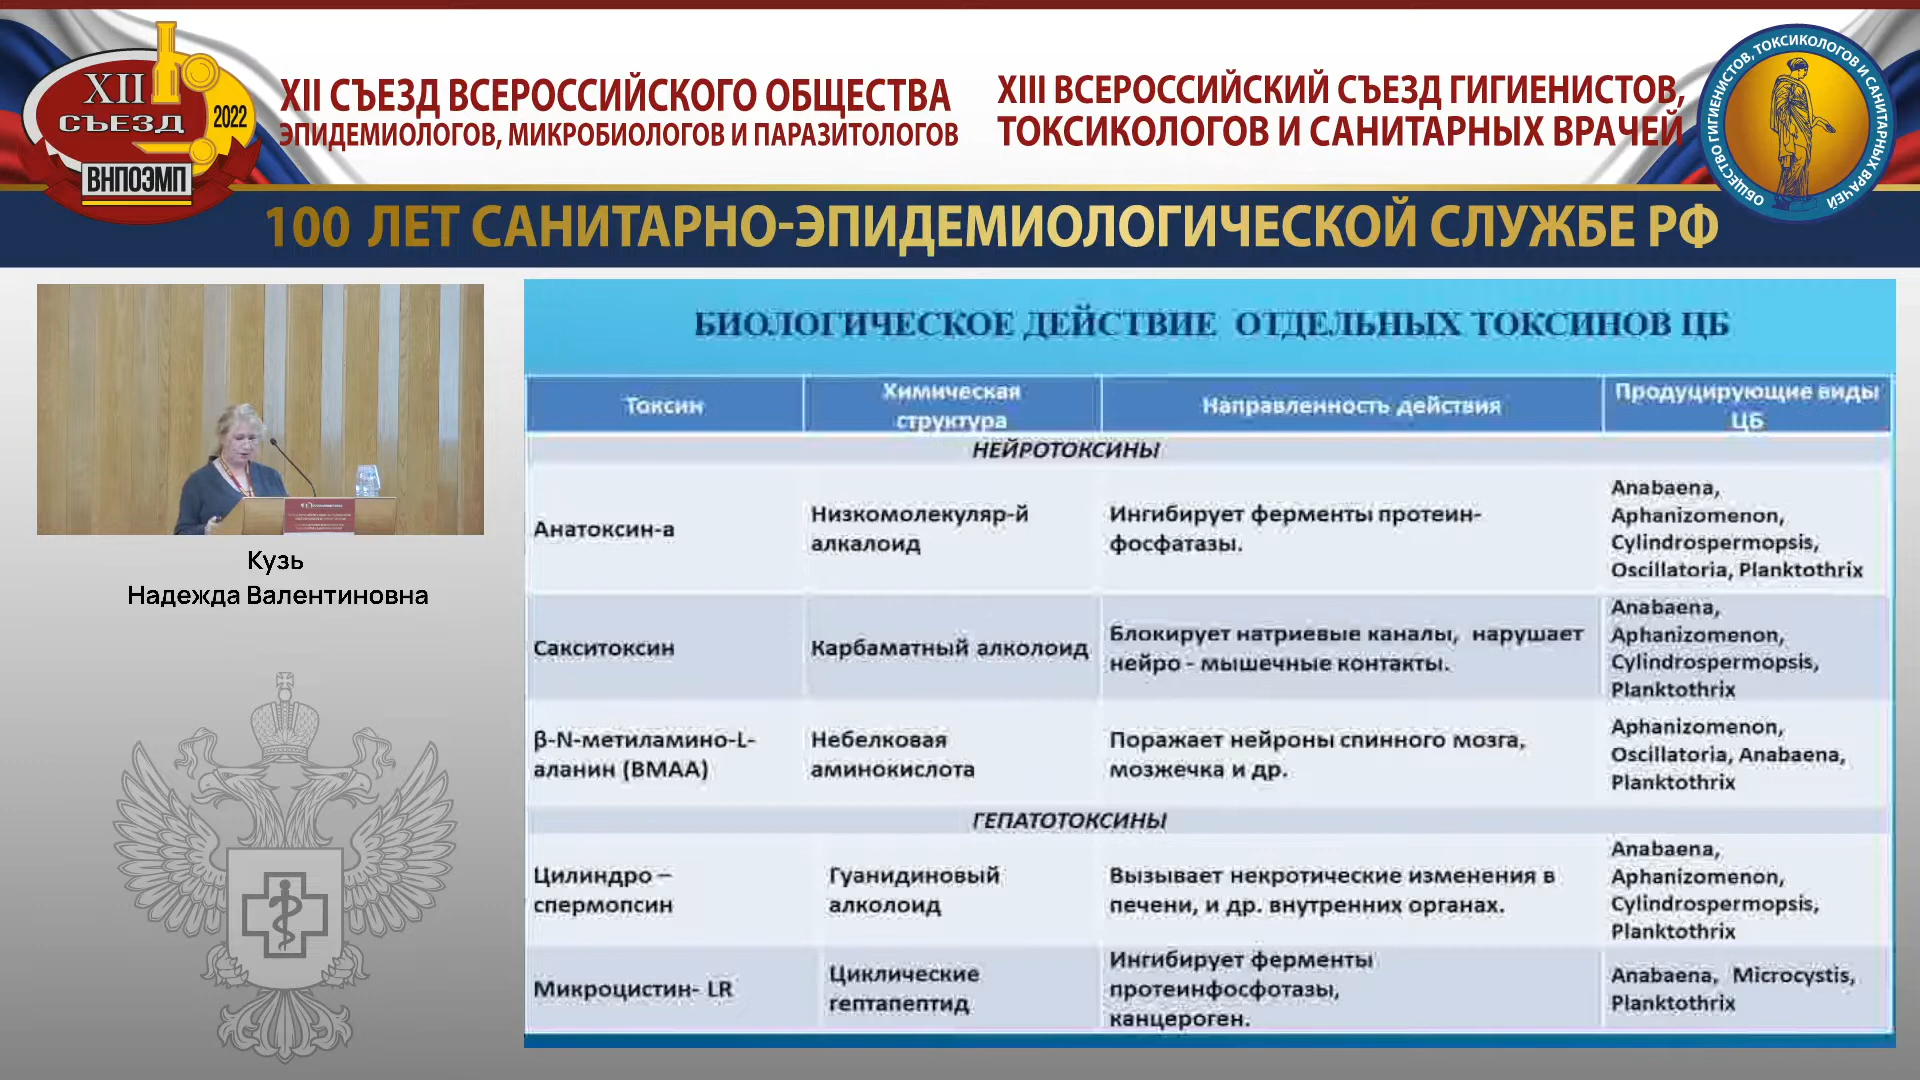 XII
СЪЕЗД
2022
ВНПОЭМП
XII СЪЕЗД ВСЕРОССИЙСКОГО ОБЩЕСТВА
ЭПИДЕМИОЛОГОВ, МИКРОБИОЛОГОВ И ПАРАЗИТОЛОГОВ
XIII ВСЕРОССИЙСКИЙ СЪЕЗД ГИГИЕНИСТОВ,
ТОКСИКОЛОГОВ И САНИТАРНЫХ ВРАЧЕЙ
ОБЩЕСТВО ГИГИЕНИСТОВ, ТОКСИКОЛОГОВ И САНИТАРНЫХ ВРАЧЕЙ
100 ЛЕТ САНИТАРНО-ЭПИДЕМИОЛОГИЧЕСКОЙ СЛУЖБЕ РФ
Кузь
Надежда Валентиновна
БИОЛОГИЧЕСКОЕ ДЕЙСТВИЕ ОТДЕЛЬНЫХ ТОКСИНОВ ЦБ
Токсин
Химическая
структура
Направленность действия
Продуцирующие виды
ЦБ
НЕЙРОТОКСИНЫ
Анатоксин-а
Низкомолекуляр-й
алкалоид
Ингибирует ферменты протеин-
фосфатазы.
Anabaena,
Aphanizomenon,
Cylindrospermopsis,
Oscillatoria, Planktothrix
Сакситоксин
Карбаматный алколоид
Блокирует натриевые каналы, нарушает
нейро - мышечные контакты.
Anabaena,
Aphanizomenon,
Cylindrospermopsis,
Planktothrix
β-N-метиламино-L-
аланин (BMAA)
Небелковая
аминокислота
Поражает нейроны спинного мозга,
мозжечка и др.
Aphanizomenon,
Oscillatoria, Anabaena,
Planktothrix
ГЕПАТОТОКСИНЫ
Цилиндро –
спермопсин
Гуанидиновый
алколоид
Вызывает некротические изменения в
печени, и др. внутренних органах.
Anabaena,
Aphanizomenon,
Cylindrospermopsis,
Planktothrix
Микроцистин- LR
Циклические
гептапептид
Ингибирует ферменты
протеинфосфотазы,
канцероген.
Anabaena, Microcystis,
Planktothrix